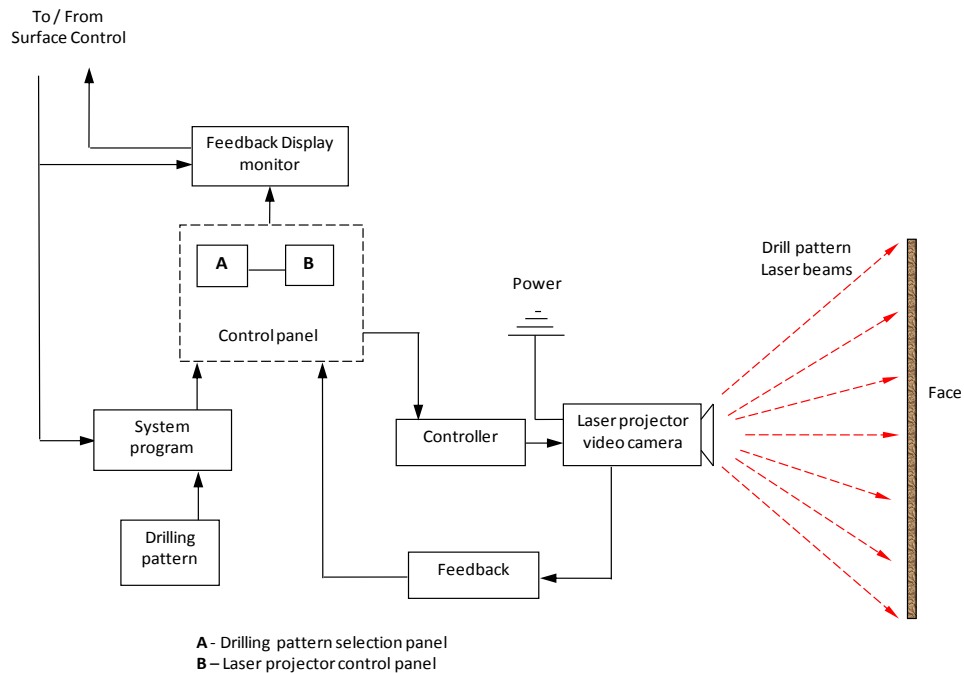 To / From
Surface Control
Feedback Display
monitor
A
B
Control panel
Drill pattern
Laser beams
Power
Face
System
program
Controller
Laser projector
video camera
Drilling
pattern
Feedback
A - Drilling pattern selection panel
B – Laser projector control panel